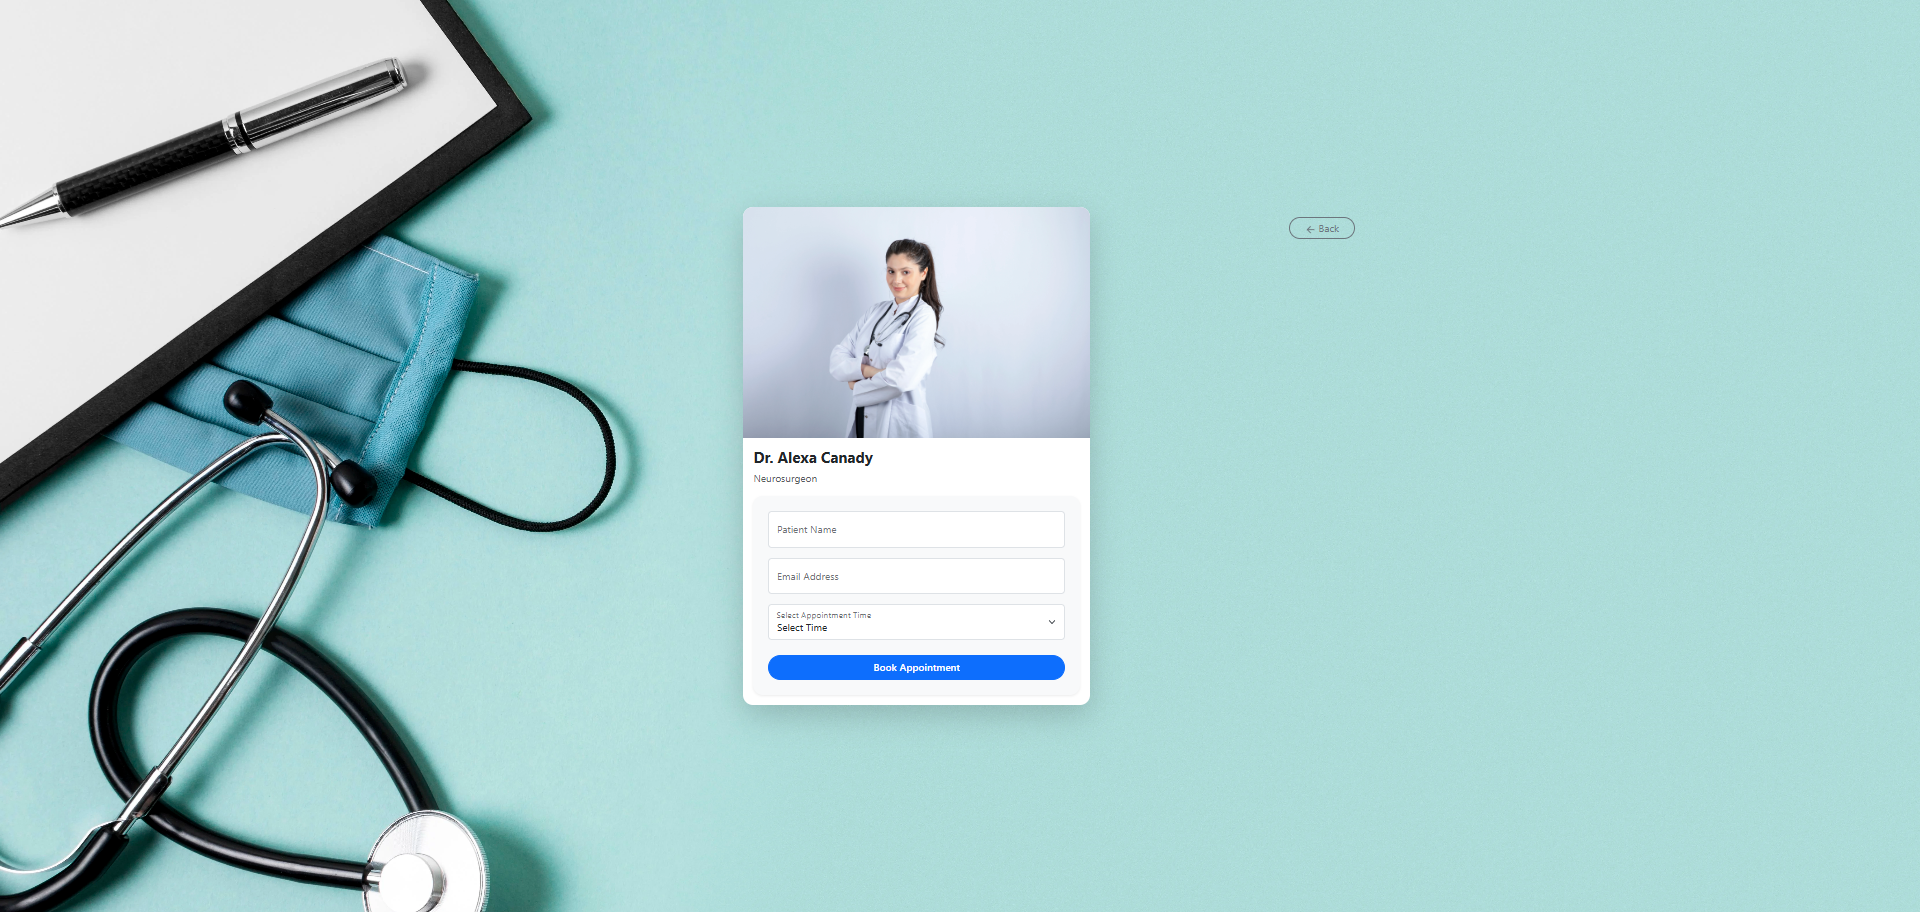 ← Back
Dr. Alexa Canady
Neurosurgeon
Patient Name
Email Address
Select Appointment Time
Select Time
Book Appointment